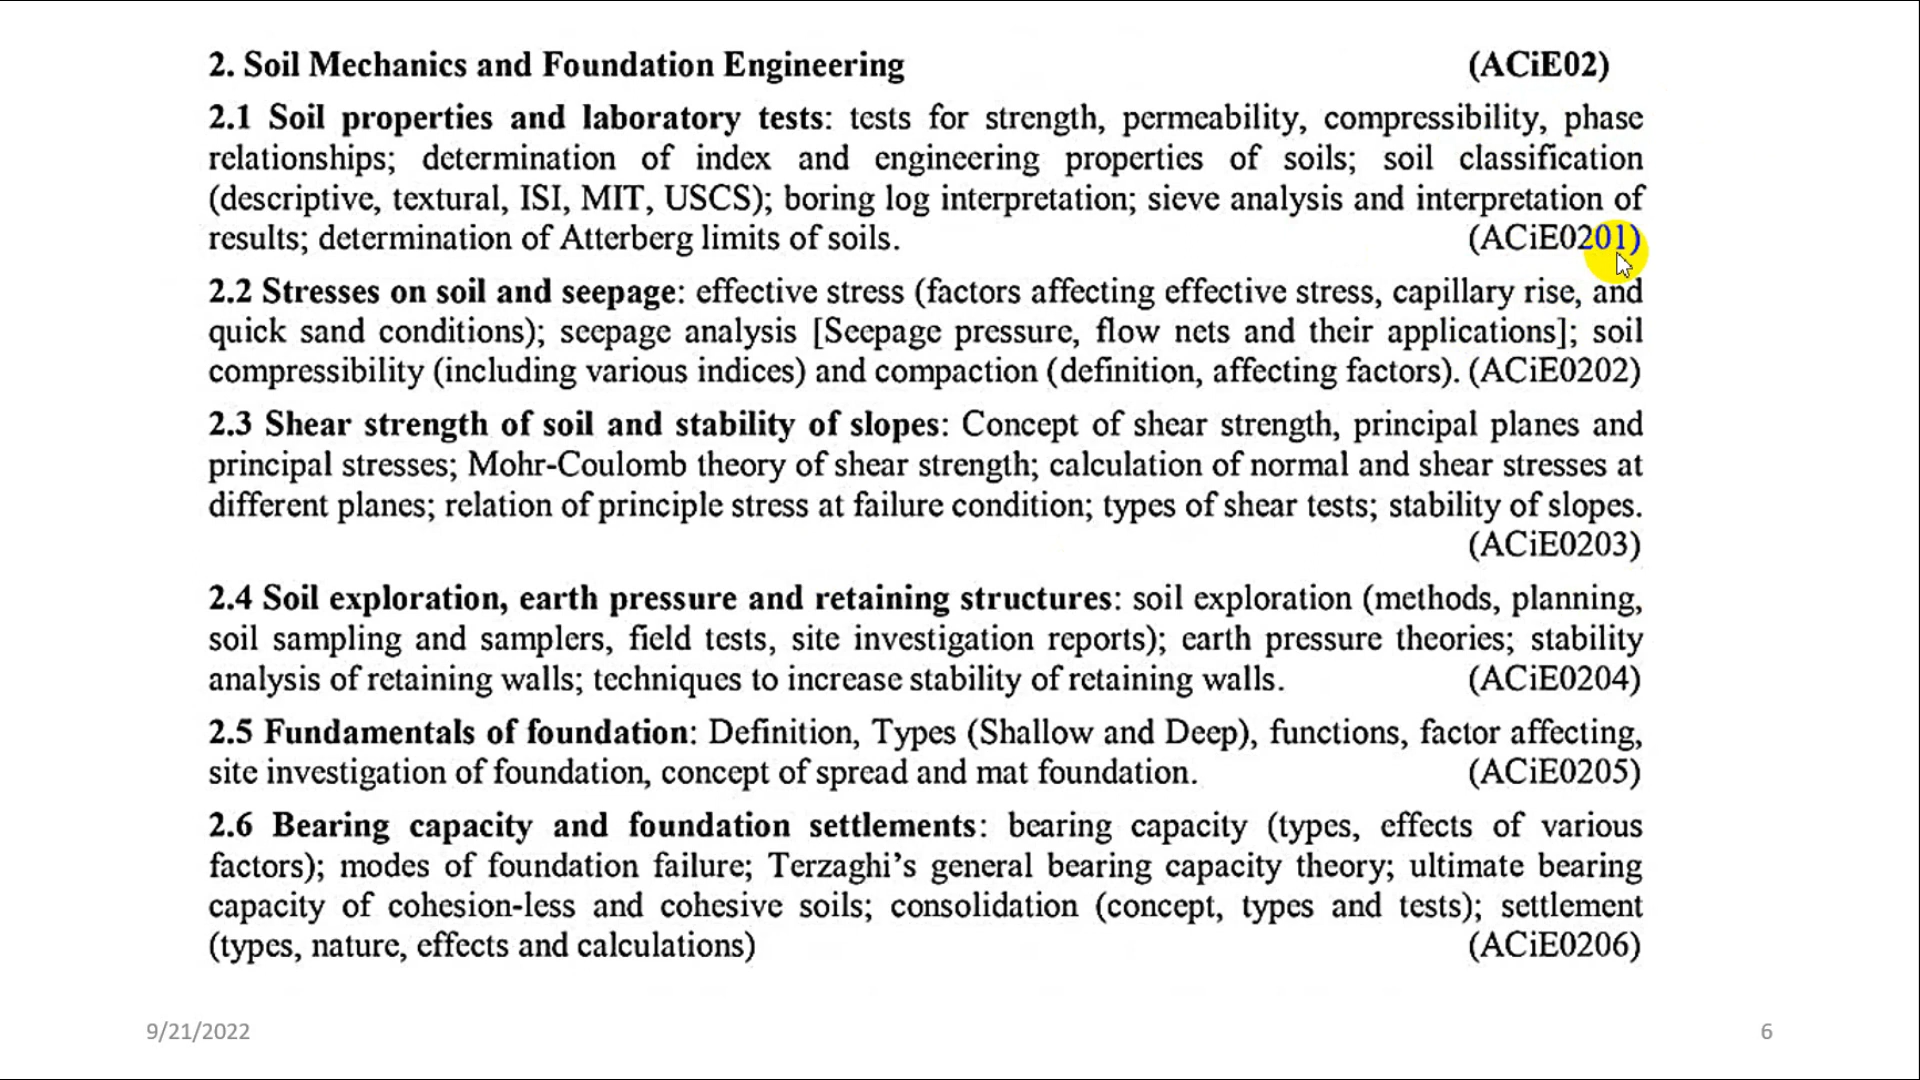 2. Soil Mechanics and Foundation Engineering (ACiE02)
2.1 Soil properties and laboratory tests: tests for strength, permeability, compressibility, phase
relationships; determination of index and engineering properties of soils; soil classification
(descriptive, textural, ISI, MIT, USCS); boring log interpretation; sieve analysis and interpretation of
results; determination of Atterberg limits of soils. (ACiE0201)
2.2 Stresses on soil and seepage: effective stress (factors affecting effective stress, capillary rise, and
quick sand conditions); seepage analysis [Seepage pressure, flow nets and their applications]; soil
compressibility (including various indices) and compaction (definition, affecting factors). (ACiE0202)
2.3 Shear strength of soil and stability of slopes: Concept of shear strength, principal planes and
principal stresses; Mohr-Coulomb theory of shear strength; calculation of normal and shear stresses at
different planes; relation of principle stress at failure condition; types of shear tests; stability of slopes.
(ACiE0203)
2.4 Soil exploration, earth pressure and retaining structures: soil exploration (methods, planning,
soil sampling and samplers, field tests, site investigation reports); earth pressure theories; stability
analysis of retaining walls; techniques to increase stability of retaining walls. (ACiE0204)
2.5 Fundamentals of foundation: Definition, Types (Shallow and Deep), functions, factor affecting,
site investigation of foundation, concept of spread and mat foundation. (ACiE0205)
2.6 Bearing capacity and foundation settlements: bearing capacity (types, effects of various
factors); modes of foundation failure; Terzaghi’s general bearing capacity theory; ultimate bearing
capacity of cohesion-less and cohesive soils; consolidation (concept, types and tests); settlement
(types, nature, effects and calculations) (ACiE0206)
9/21/2022 6